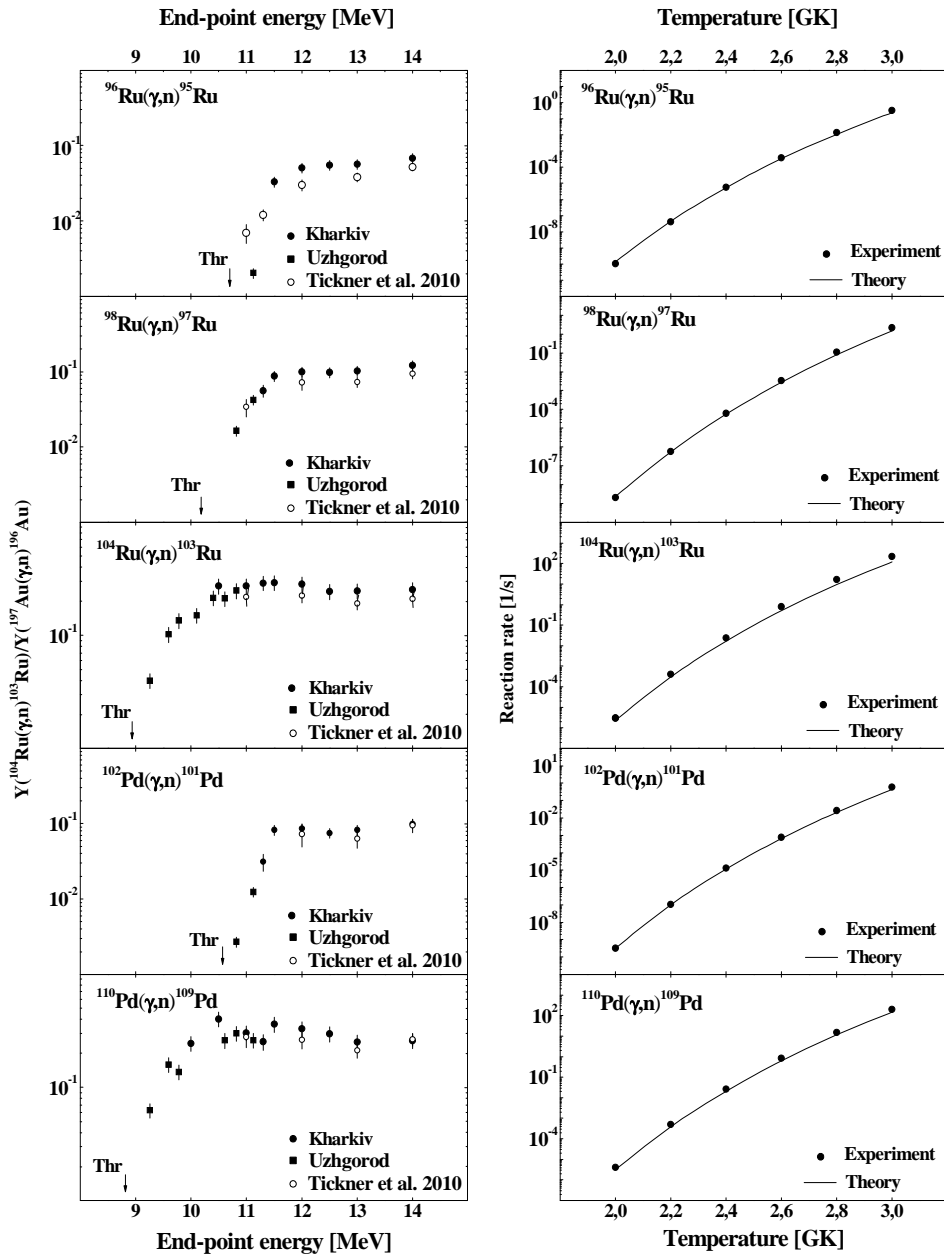 End-point energy [MeV]
9 10 11 12 13 14
⁹⁶Ru(γ,n)⁹⁵Ru
10⁻¹
10⁻²
Thr
Kharkiv
Uzhgorod
Tickner et al. 2010
⁹⁸Ru(γ,n)⁹⁷Ru
10⁻¹
10⁻²
Thr
Kharkiv
Uzhgorod
Tickner et al. 2010
Y(¹⁰⁴Ru(γ,n)¹⁰³Ru)/Y(¹⁹⁷Au(γ,n)¹⁹⁶Au)
¹⁰⁴Ru(γ,n)¹⁰³Ru
10⁻¹
Thr
Kharkiv
Uzhgorod
Tickner et al. 2010
¹⁰²Pd(γ,n)¹⁰¹Pd
10⁻¹
10⁻²
Thr
Kharkiv
Uzhgorod
Tickner et al. 2010
¹¹⁰Pd(γ,n)¹⁰⁹Pd
10⁻¹
Thr
Kharkiv
Uzhgorod
Tickner et al. 2010
9 10 11 12 13 14
End-point energy [MeV]
Temperature [GK]
2,0 2,2 2,4 2,6 2,8 3,0
⁹⁶Ru(γ,n)⁹⁵Ru
10⁰
10⁻⁴
10⁻⁸
Experiment
Theory
⁹⁸Ru(γ,n)⁹⁷Ru
10⁻¹
10⁻⁴
10⁻⁷
Experiment
Theory
Reaction rate [1/s]
¹⁰⁴Ru(γ,n)¹⁰³Ru
10²
10⁻¹
10⁻⁴
Experiment
Theory
¹⁰²Pd(γ,n)¹⁰¹Pd
10¹
10⁻²
10⁻⁵
10⁻⁹
Experiment
Theory
¹¹⁰Pd(γ,n)¹⁰⁹Pd
10²
10⁻¹
10⁻⁴
Experiment
Theory
2,0 2,2 2,4 2,6 2,8 3,0
Temperature [GK]